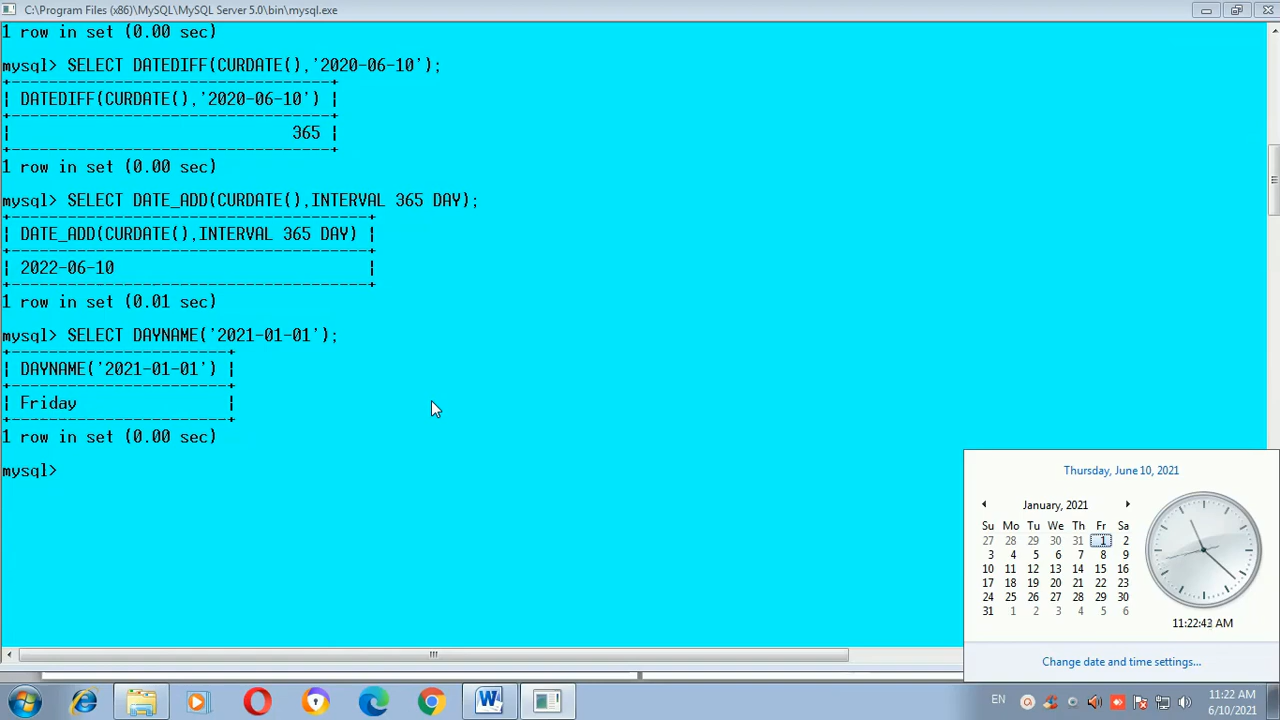 C:\Program Files (x86)\MySQL\MySQL Server 5.0\bin\mysql.exe
1 row in set (0.00 sec)
mysql> SELECT DATEDIFF(CURDATE(),'2020-06-10');
DATEDIFF(CURDATE(),'2020-06-10')
365
1 row in set (0.00 sec)
mysql> SELECT DATE_ADD(CURDATE(),INTERVAL 365 DAY);
DATE_ADD(CURDATE(),INTERVAL 365 DAY)
2022-06-10
1 row in set (0.01 sec)
mysql> SELECT DAYNAME('2021-01-01');
DAYNAME('2021-01-01')
Friday
1 row in set (0.00 sec)
mysql>
Thursday, June 10, 2021
January, 2021
Su Mo Tu We Th Fr Sa
27 28 29 30 31 1 2
3 4 5 6 7 8 9
10 11 12 13 14 15 16
17 18 19 20 21 22 23
24 25 26 27 28 29 30
31 1 2 3 4 5 6
11:22:43 AM
Change date and time settings...
EN
11:22 AM
6/10/2021